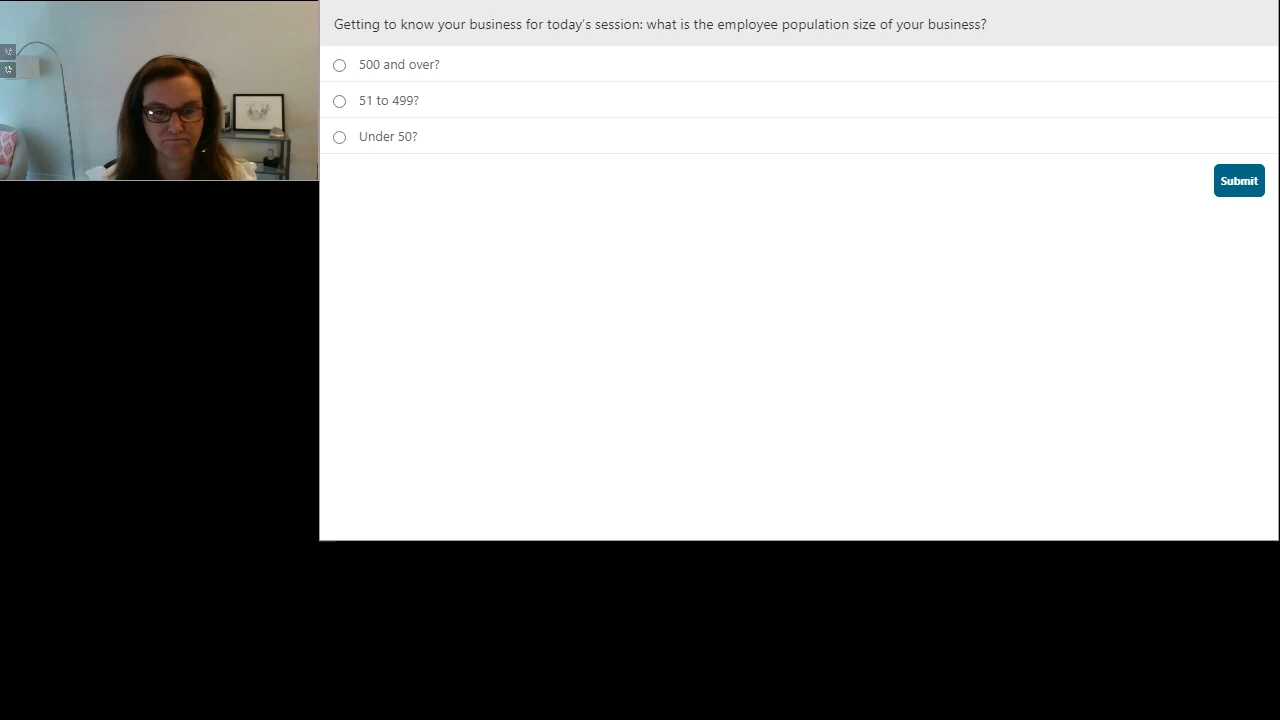 Getting to know your business for today's session: what is the employee population size of your business?
500 and over?
51 to 499?
Under 50?
Submit